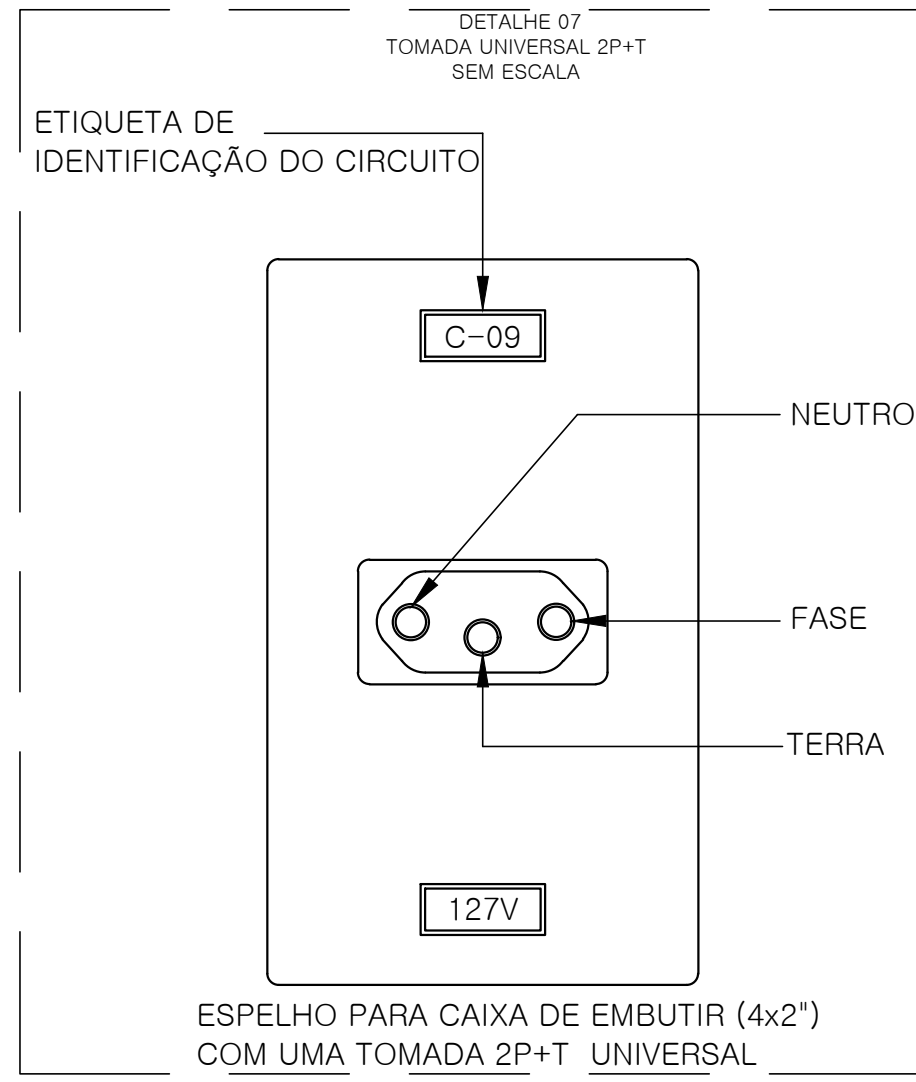 DETALHE 07
TOMADA UNIVERSAL 2P+T
SEM ESCALA
ETIQUETA DE
IDENTIFICAÇÃO DO CIRCUITO
C-09
NEUTRO
FASE
TERRA
127V
ESPELHO PARA CAIXA DE EMBUTIR (4x2")
COM UMA TOMADA 2P+T UNIVERSAL